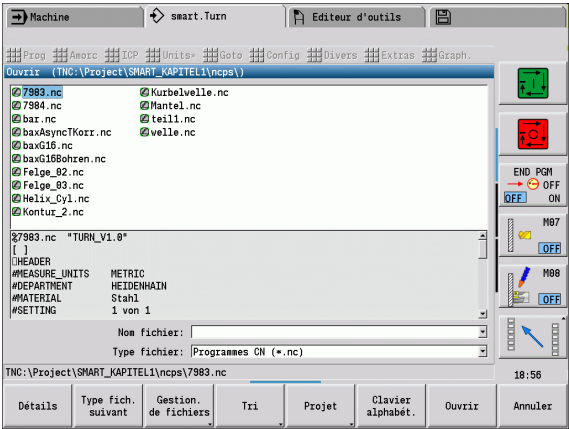 Machine smart.Turn Editeur d'outils
Prog Amorc ICP Units» Goto Config Divers Extras Graph.
Ouvrir (TNC:\Project\SMART_KAPITEL1\ncps\)
7983.nc Kurbelwelle.nc
7984.nc Mantel.nc
bar.nc teil1.nc
baxAsyncTKorr.nc welle.nc
baxG16.nc
baxG16Bohren.nc
Felge_02.nc
Felge_03.nc
Helix_Cyl.nc
Kontur_2.nc
%7983.nc "TURN_V1.0"
[ ]
HEADER
#MEASURE_UNITS METRIC
#DEPARTMENT HEIDENHAIN
#MATERIAL Stahl
#SETTING 1 von 1
Nom fichier:
Type fichier: Programmes CN (*.nc)
TNC:\Project\SMART_KAPITEL1\ncps\7983.nc
END PGM
OFF
OFF ON
M07
OFF
M08
OFF
18:56
Détails
Type fich. suivant
Gestion. de fichiers
Tri
Projet
Clavier alphabét.
Ouvrir
Annuler